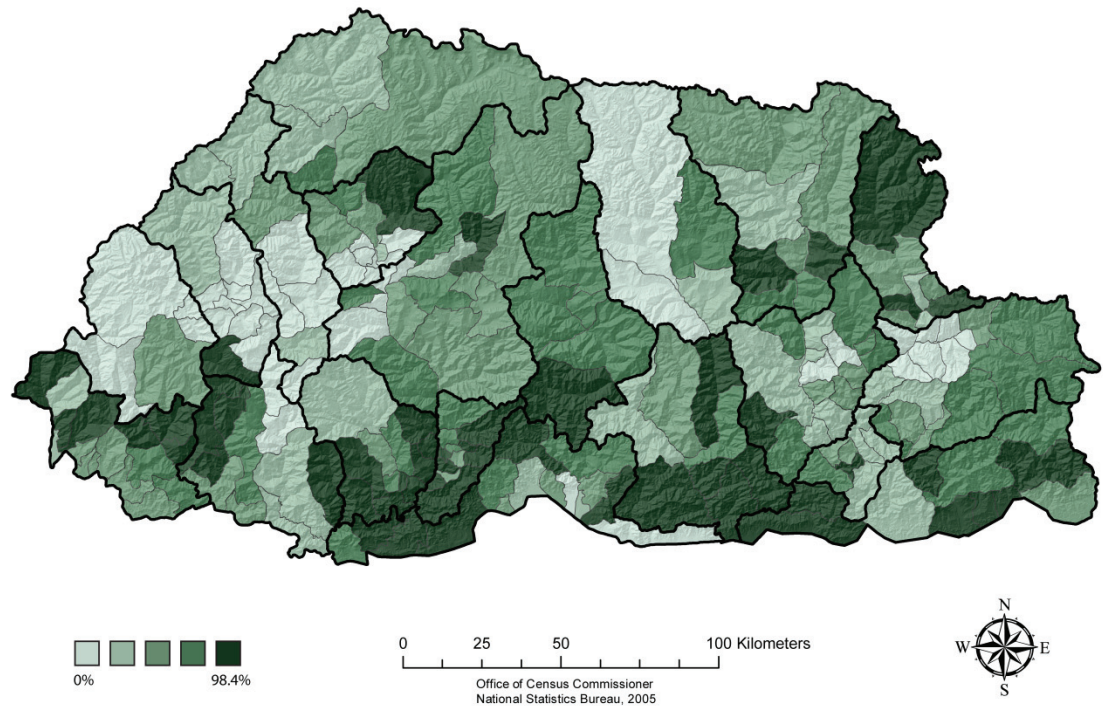 0%
98.4%
0 25 50 100 Kilometers
Office of Census Commissioner
National Statistics Bureau, 2005
N
W E
S